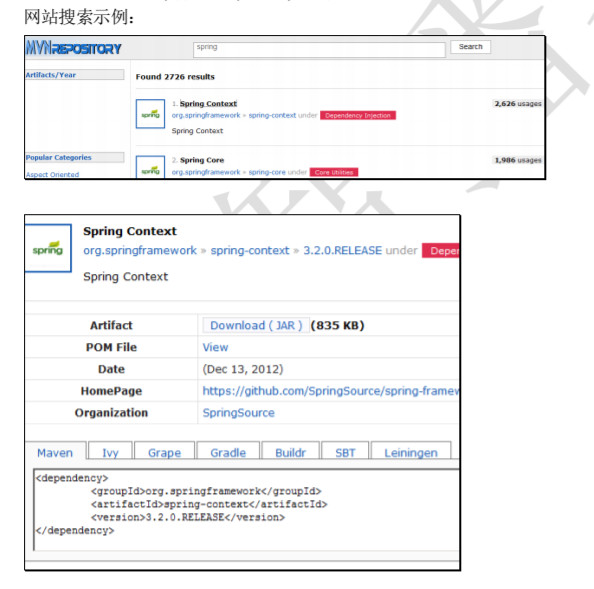 网站搜索示例：
MVNREPOSITORY
spring
Search
Artifacts/Year
Found 2726 results
1. Spring Context
2,626 usages
spring
org.springframework » spring-context under Dependency Injection
Spring Context
Popular Categories
2. Spring Core
1,986 usages
Aspect Oriented
spring
org.springframework » spring-core under Core Utilities
Spring Context
spring
org.springframework » spring-context » 3.2.0.RELEASE under Depen
Spring Context
Artifact Download ( JAR ) (835 KB)
POM File View
Date (Dec 13, 2012)
HomePage https://github.com/SpringSource/spring-framew
Organization SpringSource
Maven Ivy Grape Gradle Buildr SBT Leiningen
<dependency>
<groupId>org.springframework</groupId>
<artifactId>spring-context</artifactId>
<version>3.2.0.RELEASE</version>
</dependency>